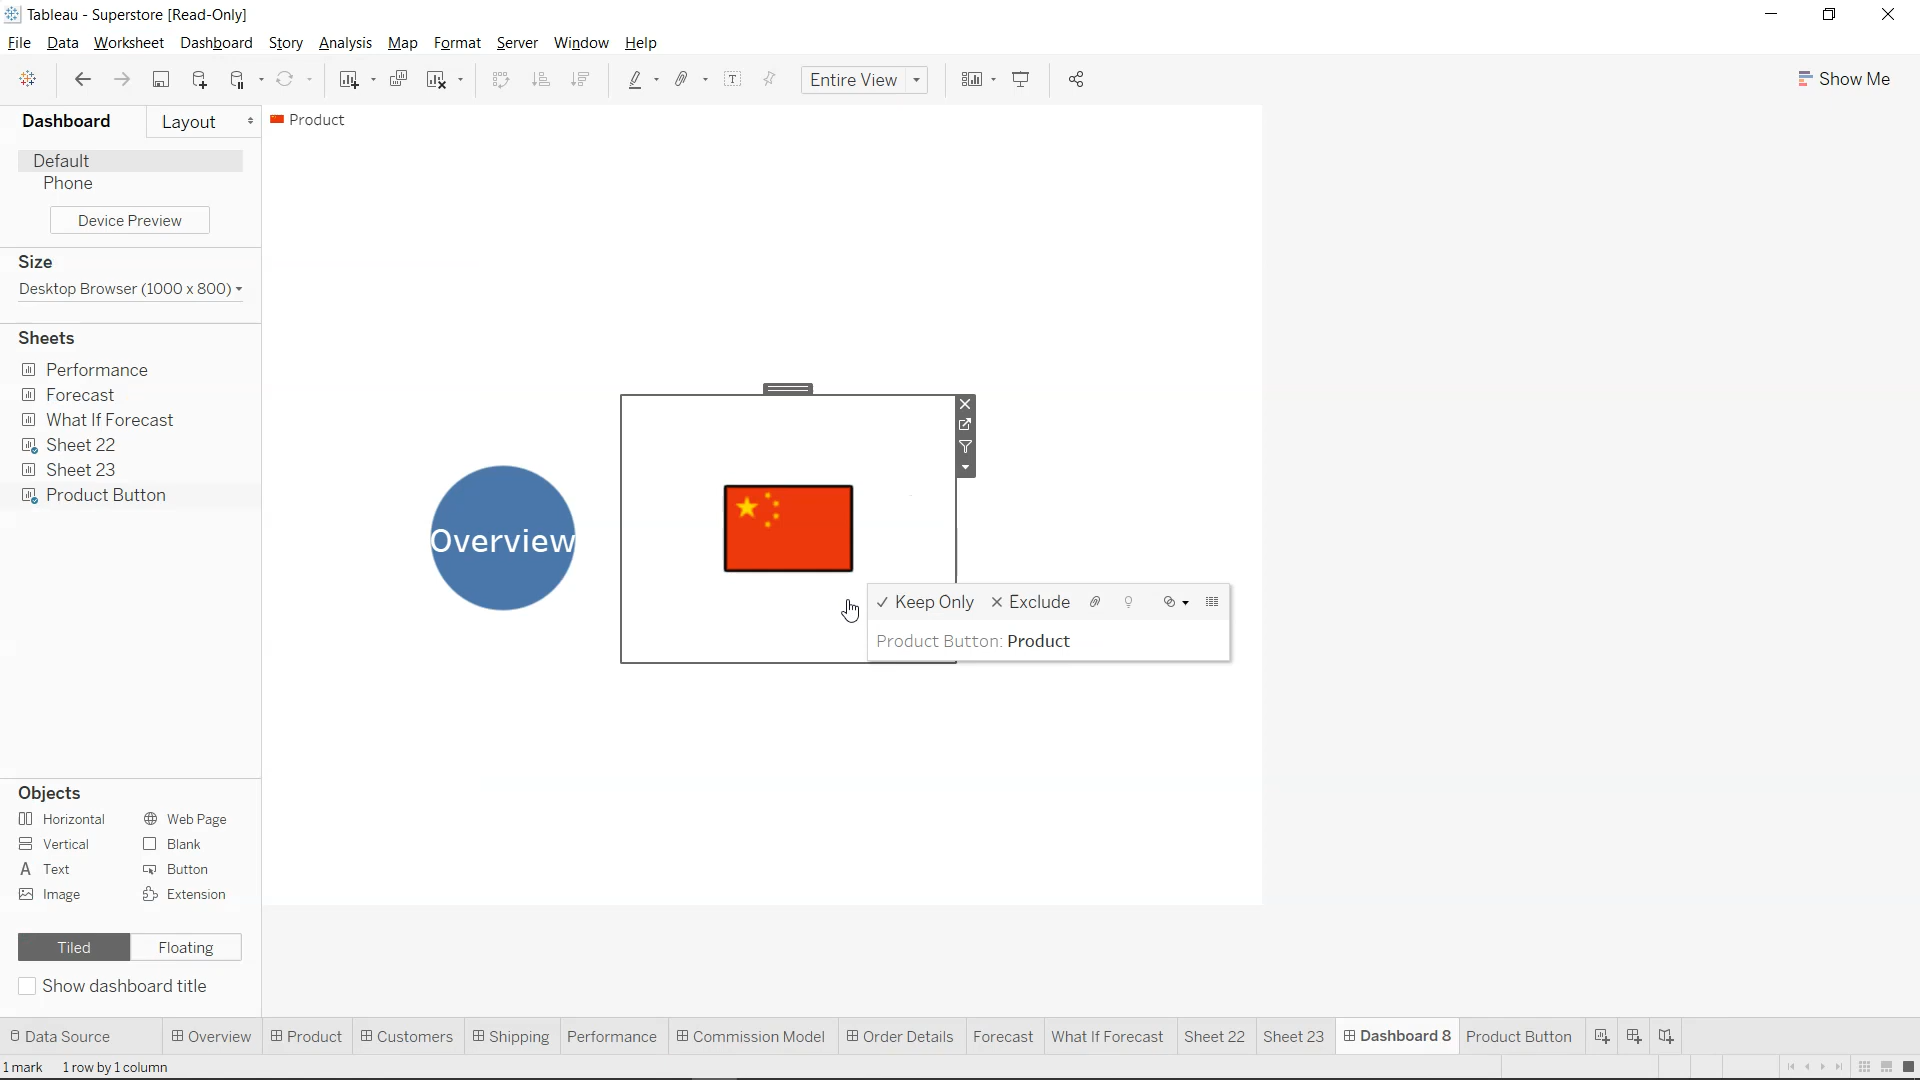 Tableau - Superstore [Read-Only]
File Data Worksheet Dashboard Story Analysis Map Format Server Window Help
Entire View
Show Me
Dashboard Layout
Product
Default
Phone
Device Preview
Size
Desktop Browser (1000 x 800)
Sheets
Performance
Forecast
What If Forecast
Sheet 22
Sheet 23
Product Button
Overview
Keep Only Exclude
Product Button: Product
Objects
Horizontal Web Page
Vertical Blank
Text Button
Image Extension
Tiled Floating
Show dashboard title
Data Source Overview Product Customers Shipping Performance Commission Model Order Details Forecast What If Forecast Sheet 22 Sheet 23 Dashboard 8 Product Button
1 mark 1 row by 1 column